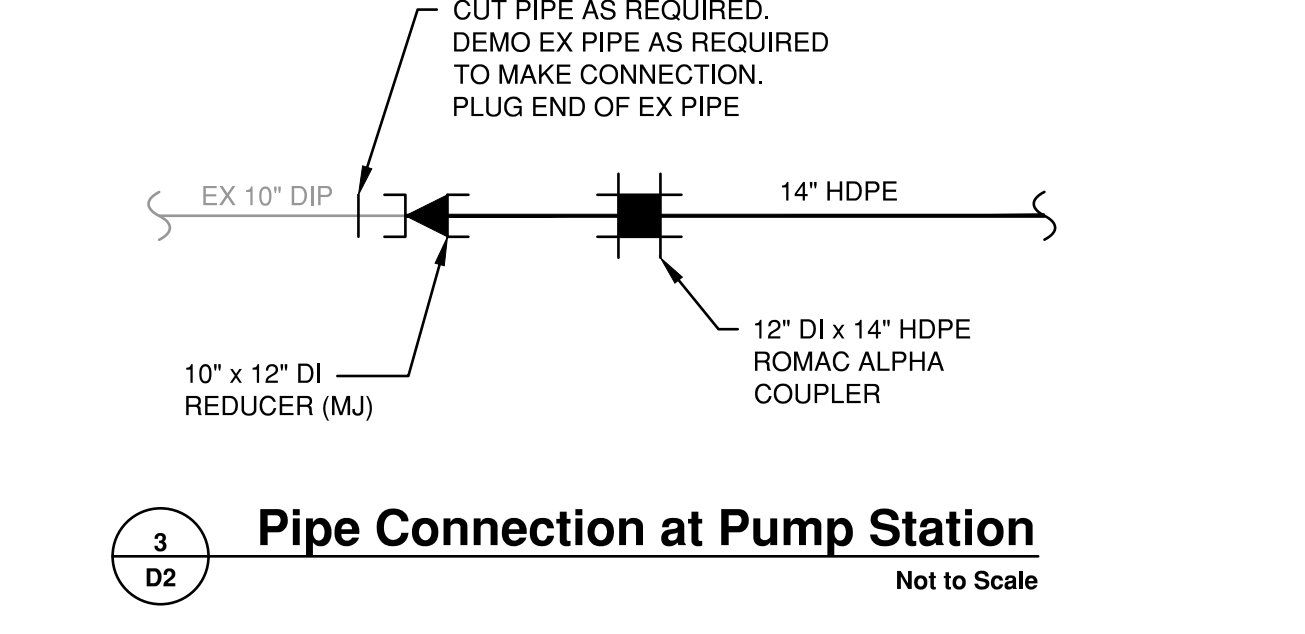 CUT PIPE AS REQUIRED.
DEMO EX PIPE AS REQUIRED
TO MAKE CONNECTION.
PLUG END OF EX PIPE
EX 10" DIP
14" HDPE
12" DI x 14" HDPE
ROMAC ALPHA
COUPLER
10" x 12" DI
REDUCER (MJ)
3
D2
Pipe Connection at Pump Station
Not to Scale